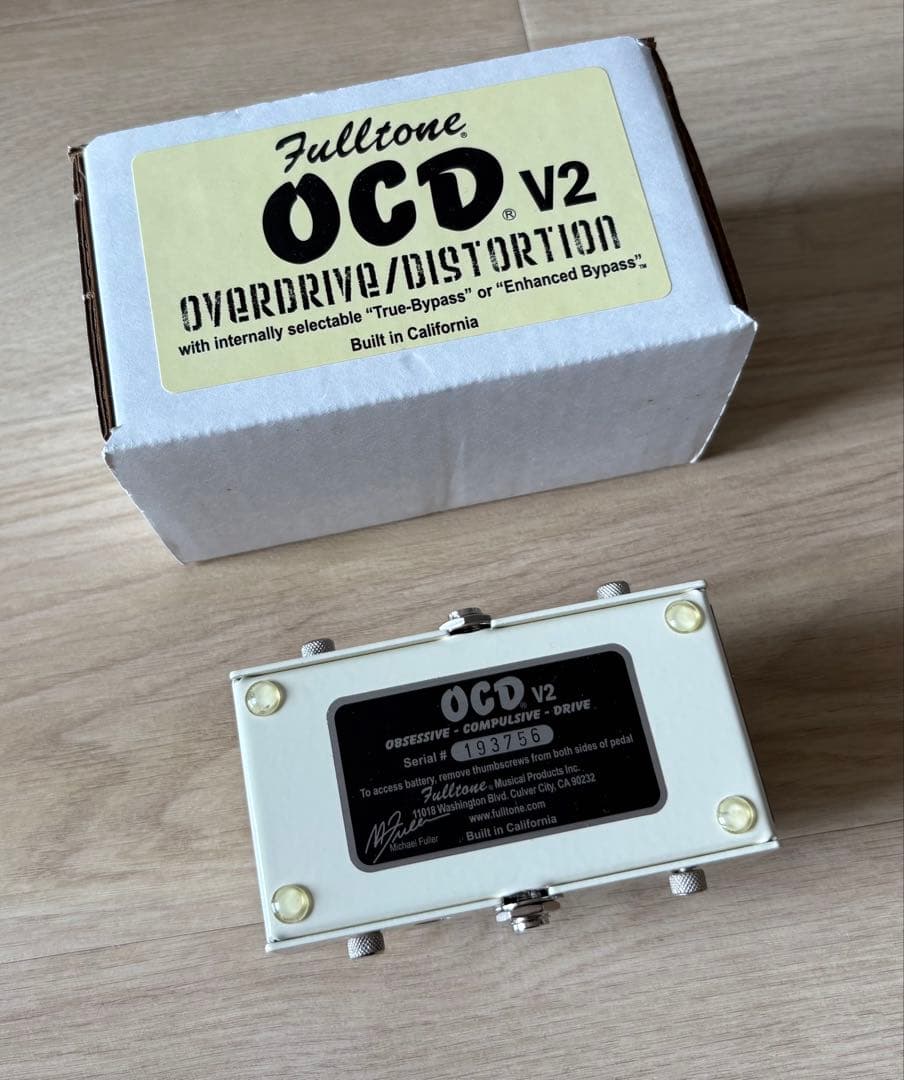 Fulltone®
OCD® V2
OVERDRIVE/DISTORTION
with internally selectable "True-Bypass" or "Enhanced Bypass"™
Built in California
OCD® V2
OBSESSIVE - COMPULSIVE - DRIVE
Serial # 193756
To access battery, remove thumbscrews from both sides of pedal
Fulltone® Musical Products Inc.
11018 Washington Blvd. Culver City, CA 90232
www.fulltone.com
M Fuller
Michael Fuller
Built in California